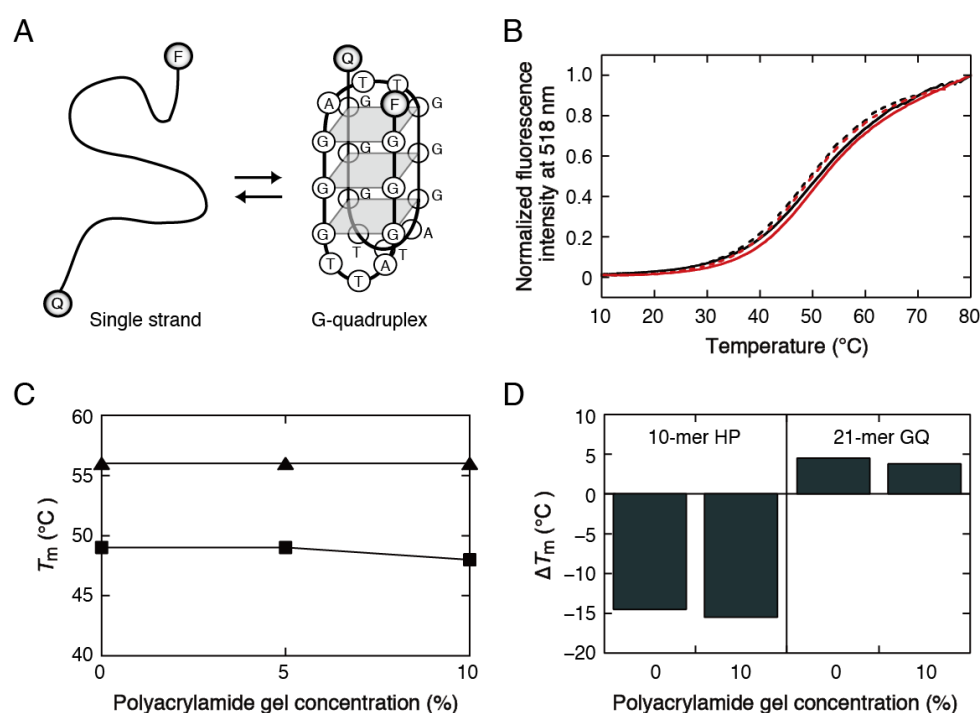 A
F
Q
Single strand
Q
T
T
A
G
F
G
G
G
G
G
G
G
G
G
G
G
G
T
T
A
T
T
A
G-quadruplex
B
Normalized fluorescence
intensity at 518 nm
1.0
0.8
0.6
0.4
0.2
0
10
20
30
40
50
60
70
80
Temperature (°C)
C
Tm (°C)
60
55
50
45
40
0
5
10
Polyacrylamide gel concentration (%)
D
ΔTm (°C)
10
5
0
−5
−10
−15
−20
10-mer HP
21-mer GQ
0
10
0
10
Polyacrylamide gel concentration (%)